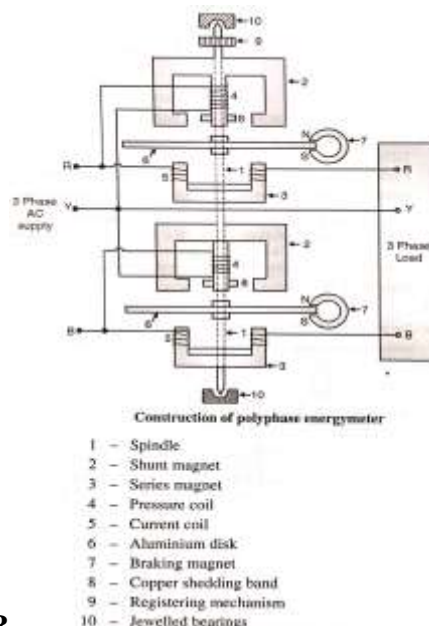 10
9
2
4
8
N
7
R
6
S
1
R
5
3
3 Phase
AC
supply
Y
Y
2
3 Phase
Load
4
8
N
7
6
S
B
1
B
5
3
10
Construction of polyphase energymeter
1 – Spindle
2 – Shunt magnet
3 – Series magnet
4 – Pressure coil
5 – Current coil
6 – Aluminium disk
7 – Braking magnet
8 – Copper shedding band
9 – Registering mechanism
10 – Jewelled bearings